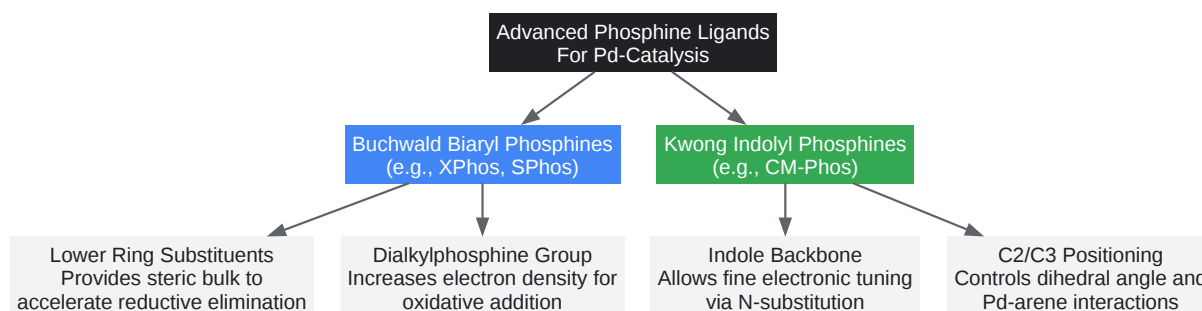 Advanced Phosphine Ligands
For Pd-Catalysis
Buchwald Biaryl Phosphines
(e.g., XPhos, SPhos)
Kwong Indolyl Phosphines
(e.g., CM-Phos)
Lower Ring Substituents
Provides steric bulk to
accelerate reductive elimination
Dialkylphosphine Group
Increases electron density for
oxidative addition
Indole Backbone
Allows fine electronic tuning
via N-substitution
C2/C3 Positioning
Controls dihedral angle and
Pd-arene interactions